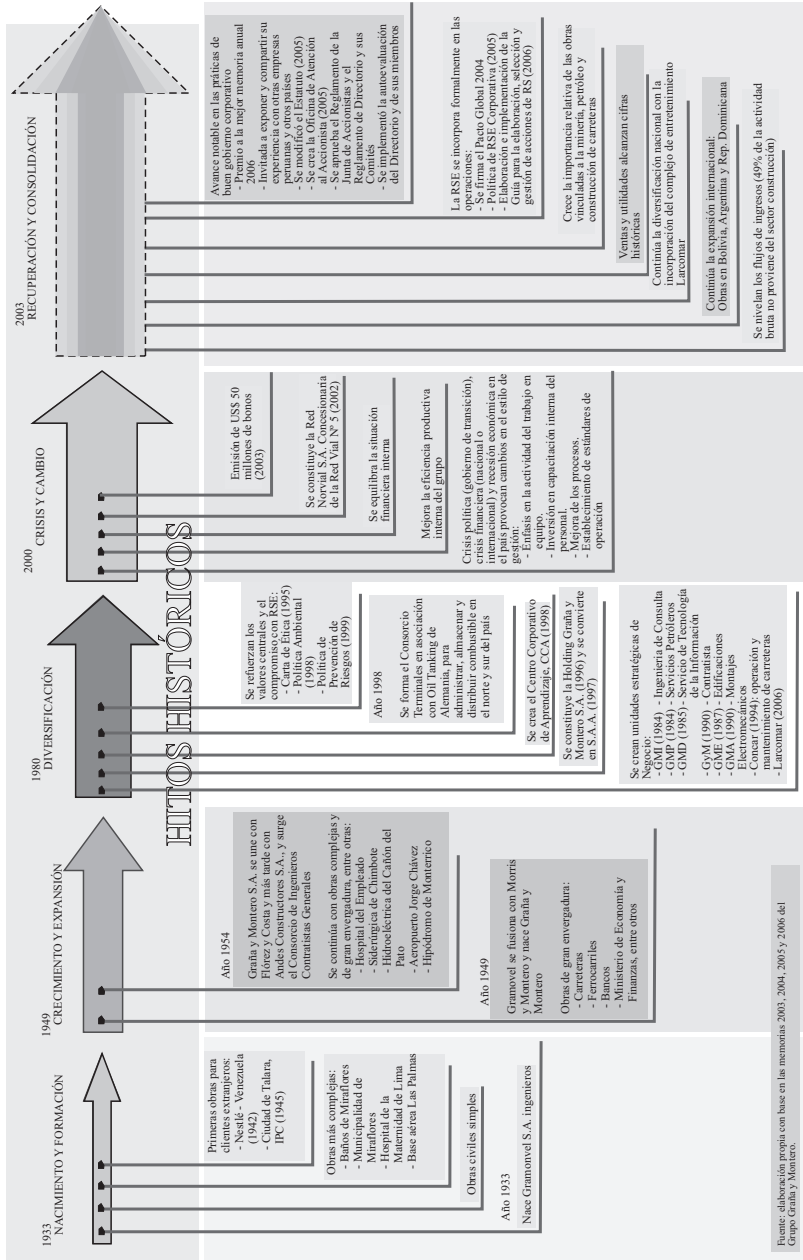 HITOS HISTÓRICOS
1933
NACIMIENTO Y FORMACIÓN
Primeras obras para
clientes extranjeros:
- Nestlé - Venezuela
(1942)
- Ciudad de Talara,
IPC (1945)
Obras más complejas:
- Baños de Miraflores
- Municipalidad de
Miraflores
- Hospital de la
Maternidad de Lima
- Base aérea Las Palmas
Obras civiles simples
Año 1933
Nace Gramonvel S.A. ingenieros
1949
CRECIMIENTO Y EXPANSIÓN
Año 1954
Graña y Montero S.A. se une con
Flórez y Costa y más tarde con
Andes Constructores S.A., y surge
el Consorcio de Ingenieros
Contratistas Generales
Se continúa con obras complejas y
de gran envergadura, entre otras:
- Hospital del Empleado
- Siderúrgica de Chimbote
- Hidroeléctrica del Cañón del
Pato
- Aeropuerto Jorge Chávez
- Hipódromo de Monterrico
Año 1949
Gramovel se fusiona con Morris
y Montero y nace Graña y
Montero
Obras de gran envergadura:
- Carreteras
- Ferrocarriles
- Bancos
- Ministerio de Economía y
Finanzas, entre otros
1980
DIVERSIFICACIÓN
Se refuerzan los
valores centrales y el
compromiso con RSE:
- Carta de Ética (1995)
- Política Ambiental
(1998)
- Política de
Prevención de
Riesgos (1999)
Año 1998
Se forma el Consorcio
Terminales en asociación
con Oil Tanking de
Alemania, para
administrar, almacenar y
distribuir combustible en
el norte y sur del país
Se crea el Centro Corporativo
de Aprendizaje, CCA (1998)
Se constituye la Holding Graña y
Montero S.A. (1996) y se convierte
en S.A.A. (1997)
Se crean unidades estratégicas de
Negocio:
- GMI (1984) - Ingeniería de Consulta
- GMP (1984) - Servicios Petróleros
- GMD (1985) - Servicio de Tecnología
de la Información
- GyM (1990) - Contratista
- GME (1987) - Edificaciones
- GMA (1990) - Montajes
Electromecánicos
- Concar (1994): operación y
mantenimiento de carreteras
- Larcomar (2006)
2000
CRISIS Y CAMBIO
Emisión de US$ 50
millones de bonos
(2003)
Se constituye la Red
Norvial S.A. Concesionaria
de la Red Vial Nº 5 (2002)
Se equilibra la situación
financiera interna
Mejora la eficiencia productiva
interna del grupo
Crisis política (gobierno de transición),
crisis financiera (nacional o
internacional) y recesión económica en
el país provocan cambios en el estilo de
gestión:
- Enfasis en la actividad del trabajo en
equipo.
- Inversión en capacitación interna del
personal.
- Mejora de los procesos.
- Establecimiento de estándares de
operación
2003
RECUPERACIÓN Y CONSOLIDACIÓN
Avance notable en las práticas de
buen gobierno corporativo
- Premio a la mejor memoria anual
2006
- Invitada a exponer y compartir su
experiencia con otras empresas
peruanas y otros países
- Se modificó el Estatuto (2005)
- Se crea la Oficina de Atención
al Accionista (2005)
- Se aprueba el Reglamento de la
Junta de Accionistas y el
Reglamento de Directorio y sus
Comités
- Se implementó la autoevaluación
del Directorio y de sus miembros
La RSE se incorpora formalmente en las
operaciones:
- Se firma el Pacto Global 2004
- Política de RSE Corporativa (2005)
- Elaboración e implementación de la
Guía para la elaboración, selección y
gestión de acciones de RS (2006)
Crece la importancia relativa de las obras
vinculadas a la minería, petróleo y
construcción de carreteras
Ventas y utilidades alcanzan cifras
históricas
Continúa la diversificación nacional con la
incorporación del complejo de entretenimiento
Larcomar
Continúa la expansión internacional:
Obras en Bolivia, Argentina y Rep. Dominicana
Se nivelan los flujos de ingresos (49% de la actividad
bruta no proviene del sector construcción)
Fuente: elaboración propia con base en las memorias 2003, 2004, 2005 y 2006 del
Grupo Graña y Montero.